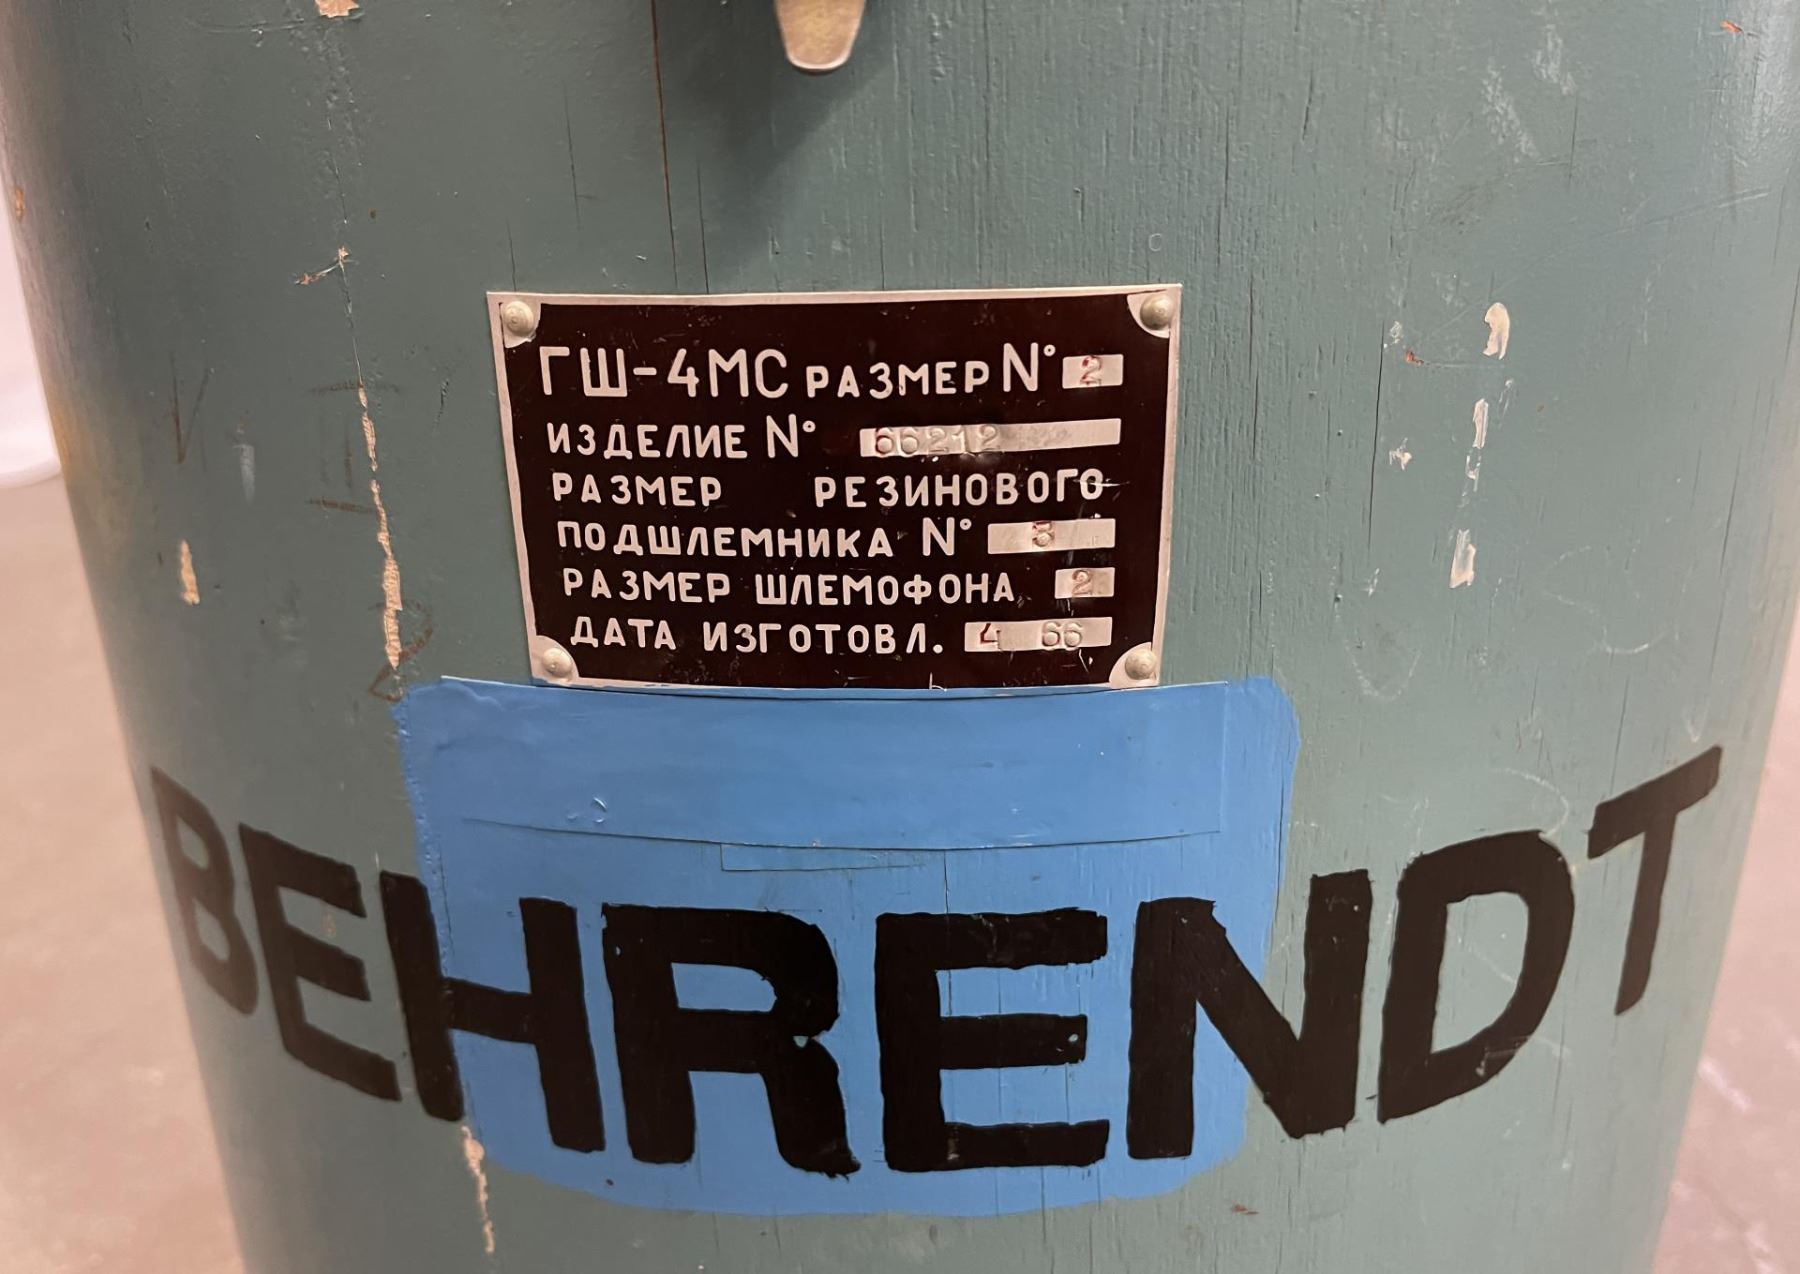 ГШ-4МС РАЗМЕР N° 2
ИЗДЕЛИЕ N° 66212
РАЗМЕР РЕЗИНОВОГО
ПОДШЛЕМНИКА N° 3
РАЗМЕР ШЛЕМОФОНА 2
ДАТА ИЗГОТОВЛ. 4 66
BEHRENDT